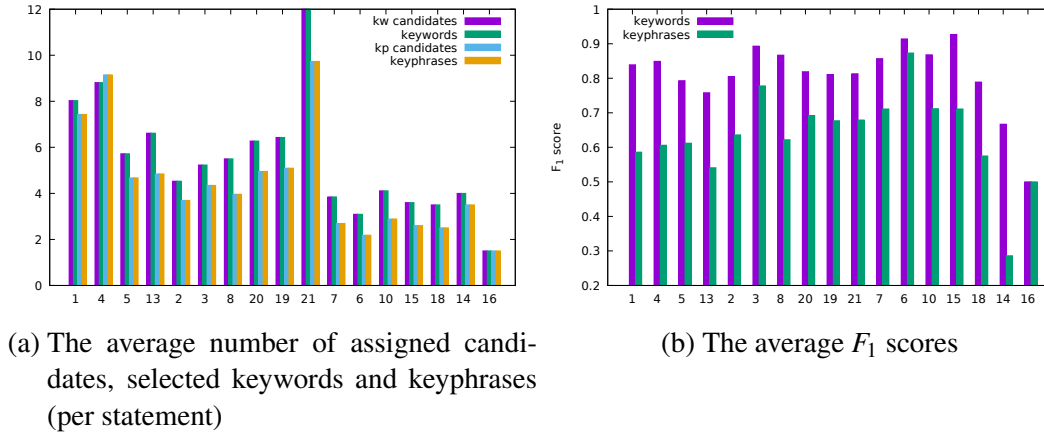 12
10
8
6
4
2
0
kw candidates
keywords
kp candidates
keyphrases
1 4 5 13 2 3 8 20 19 21 7 6 10 15 18 14 16
1
0.9
0.8
0.7
0.6
0.5
0.4
0.3
0.2
F1 score
keywords
keyphrases
1 4 5 13 2 3 8 20 19 21 7 6 10 15 18 14 16
(a) The average number of assigned candi-
dates, selected keywords and keyphrases
(per statement)
(b) The average F1 scores